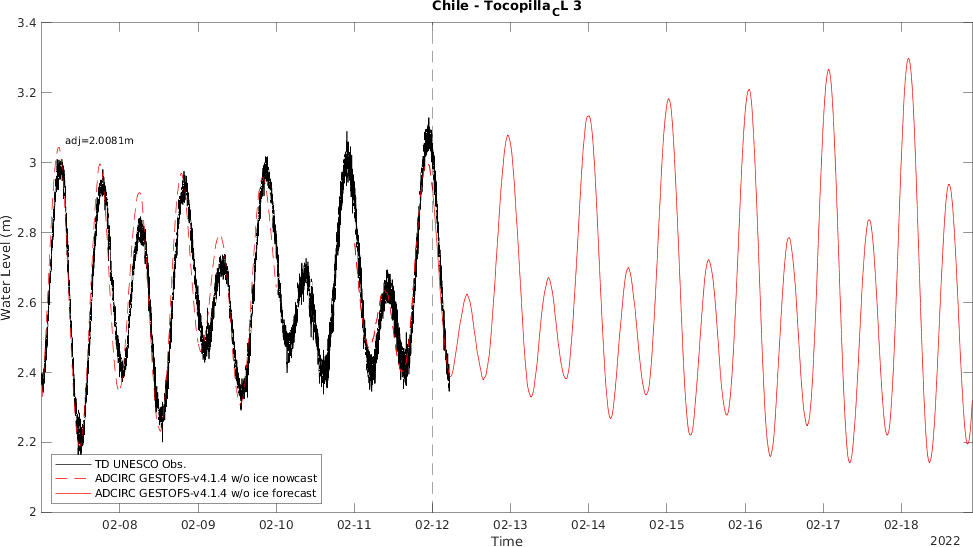 Chile - Tocopilla_CL 3
3.4
3.2
3
2.8
2.6
2.4
2.2
2
Water Level (m)
adj=2.0081m
TD UNESCO Obs.
ADCIRC GESTOFS-v4.1.4 w/o ice nowcast
ADCIRC GESTOFS-v4.1.4 w/o ice forecast
02-08 02-09 02-10 02-11 02-12 02-13 02-14 02-15 02-16 02-17 02-18
Time
2022